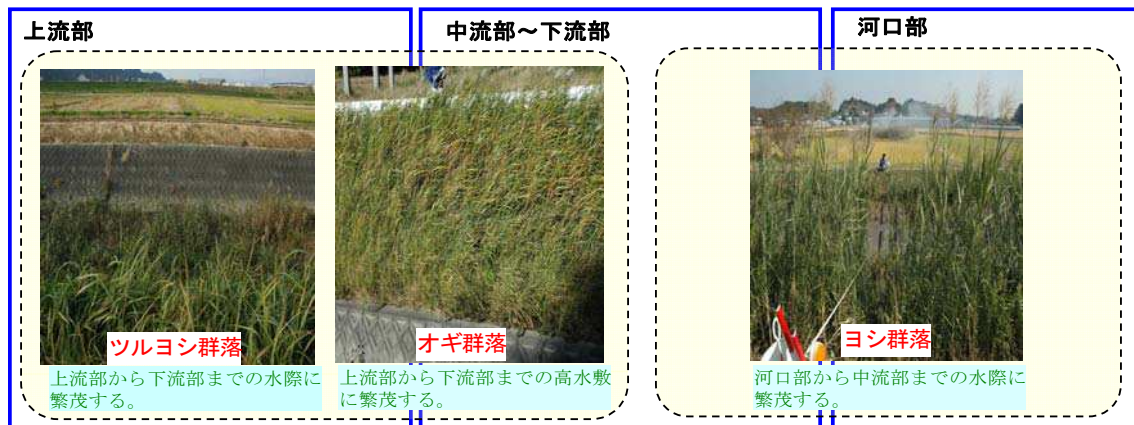 上流部
中流部～下流部
河口部
ツルヨシ群落
上流部から下流部までの水際に
繁茂する。
オギ群落
上流部から下流部までの高水敷
に繁茂する。
ヨシ群落
河口部から中流部までの水際に
繁茂する。